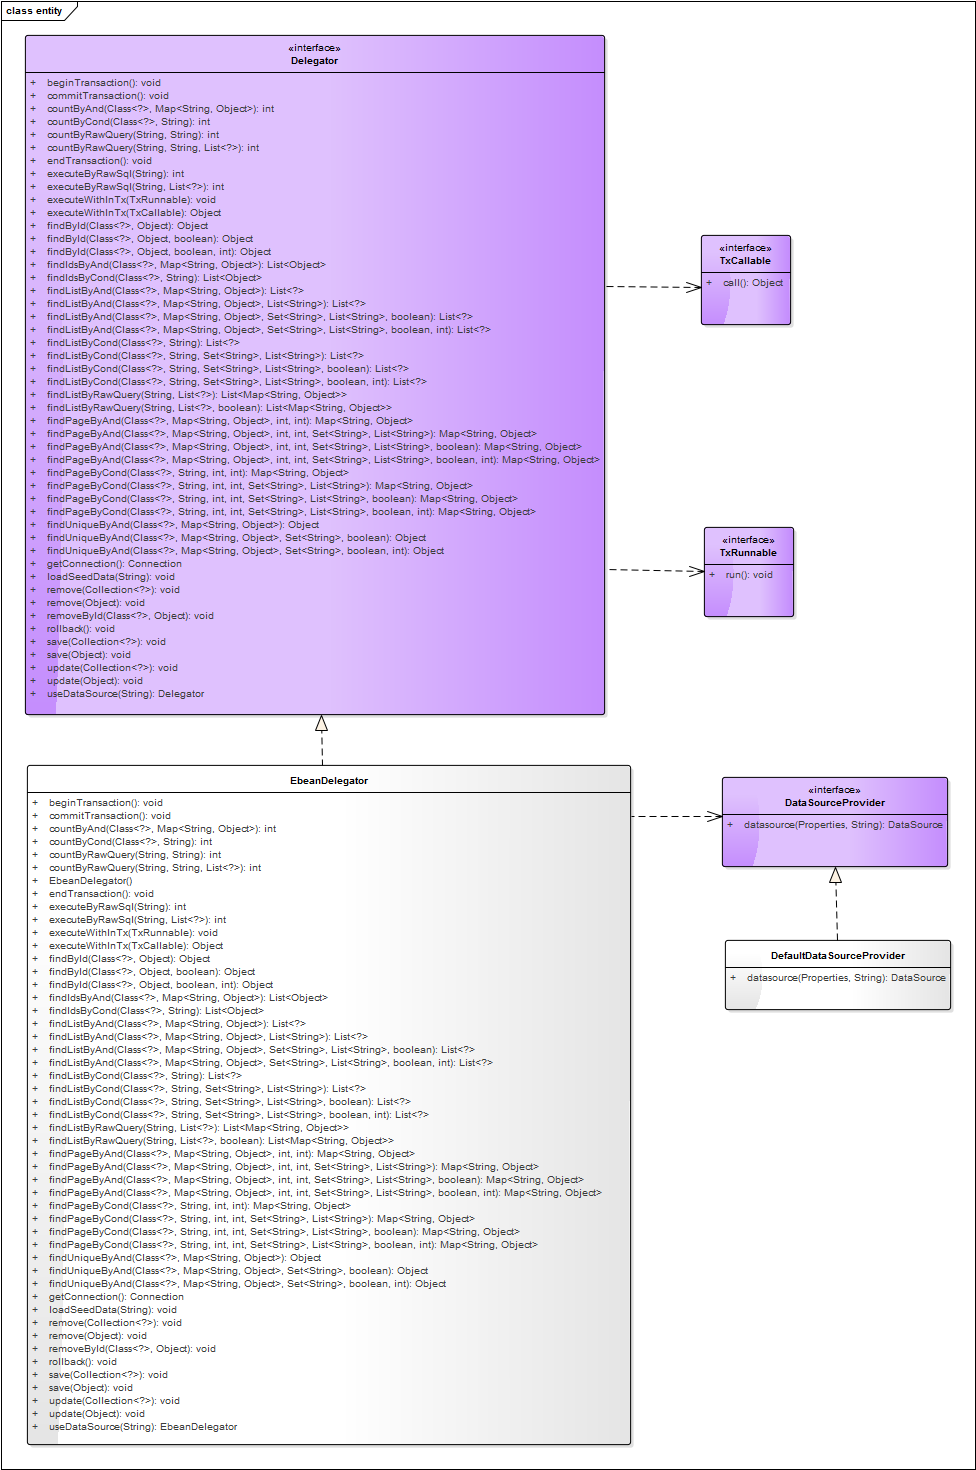 class entity
«interface»
Delegator
+ beginTransaction(): void
+ commitTransaction(): void
+ countByAnd(Class<?>, Map<String, Object>): int
+ countByCond(Class<?>, String): int
+ countByRawQuery(String, String): int
+ countByRawQuery(String, String, List<?>): int
+ endTransaction(): void
+ executeByRawSql(String): int
+ executeByRawSql(String, List<?>): int
+ executeWithInTx(TxRunnable): void
+ executeWithInTx(TxCallable): Object
+ findById(Class<?>, Object): Object
+ findById(Class<?>, Object, boolean): Object
+ findById(Class<?>, Object, boolean, int): Object
+ findIdsByAnd(Class<?>, Map<String, Object>): List<Object>
+ findIdsByCond(Class<?>, String): List<Object>
+ findListByAnd(Class<?>, Map<String, Object>): List<?>
+ findListByAnd(Class<?>, Map<String, Object>, List<String>): List<?>
+ findListByAnd(Class<?>, Map<String, Object>, Set<String>, List<String>, boolean): List<?>
+ findListByAnd(Class<?>, Map<String, Object>, Set<String>, List<String>, boolean, int): List<?>
+ findListByCond(Class<?>, String): List<?>
+ findListByCond(Class<?>, String, Set<String>, List<String>): List<?>
+ findListByCond(Class<?>, String, Set<String>, List<String>, boolean): List<?>
+ findListByCond(Class<?>, String, Set<String>, List<String>, boolean, int): List<?>
+ findListByRawQuery(String, List<?>): List<Map<String, Object>>
+ findListByRawQuery(String, List<?>, boolean): List<Map<String, Object>>
+ findPageByAnd(Class<?>, Map<String, Object>, int, int): Map<String, Object>
+ findPageByAnd(Class<?>, Map<String, Object>, int, int, Set<String>, List<String>): Map<String, Object>
+ findPageByAnd(Class<?>, Map<String, Object>, int, int, Set<String>, List<String>, boolean): Map<String, Object>
+ findPageByAnd(Class<?>, Map<String, Object>, int, int, Set<String>, List<String>, boolean, int): Map<String, Object>
+ findPageByCond(Class<?>, String, int, int): Map<String, Object>
+ findPageByCond(Class<?>, String, int, int, Set<String>, List<String>): Map<String, Object>
+ findPageByCond(Class<?>, String, int, int, Set<String>, List<String>, boolean): Map<String, Object>
+ findPageByCond(Class<?>, String, int, int, Set<String>, List<String>, boolean, int): Map<String, Object>
+ findUniqueByAnd(Class<?>, Map<String, Object>): Object
+ findUniqueByAnd(Class<?>, Map<String, Object>, Set<String>, boolean): Object
+ findUniqueByAnd(Class<?>, Map<String, Object>, Set<String>, boolean, int): Object
+ getConnection(): Connection
+ loadSeedData(String): void
+ remove(Collection<?>): void
+ remove(Object): void
+ removeById(Class<?>, Object): void
+ rollback(): void
+ save(Collection<?>): void
+ save(Object): void
+ update(Collection<?>): void
+ update(Object): void
+ useDataSource(String): Delegator
«interface»
TxCallable
+ call(): Object
«interface»
TxRunnable
+ run(): void
EbeanDelegator
+ beginTransaction(): void
+ commitTransaction(): void
+ countByAnd(Class<?>, Map<String, Object>): int
+ countByCond(Class<?>, String): int
+ countByRawQuery(String, String): int
+ countByRawQuery(String, String, List<?>): int
+ EbeanDelegator()
+ endTransaction(): void
+ executeByRawSql(String): int
+ executeByRawSql(String, List<?>): int
+ executeWithInTx(TxRunnable): void
+ executeWithInTx(TxCallable): Object
+ findById(Class<?>, Object): Object
+ findById(Class<?>, Object, boolean): Object
+ findById(Class<?>, Object, boolean, int): Object
+ findIdsByAnd(Class<?>, Map<String, Object>): List<Object>
+ findIdsByCond(Class<?>, String): List<Object>
+ findListByAnd(Class<?>, Map<String, Object>): List<?>
+ findListByAnd(Class<?>, Map<String, Object>, List<String>): List<?>
+ findListByAnd(Class<?>, Map<String, Object>, Set<String>, List<String>, boolean): List<?>
+ findListByAnd(Class<?>, Map<String, Object>, Set<String>, List<String>, boolean, int): List<?>
+ findListByCond(Class<?>, String): List<?>
+ findListByCond(Class<?>, String, Set<String>, List<String>): List<?>
+ findListByCond(Class<?>, String, Set<String>, List<String>, boolean): List<?>
+ findListByCond(Class<?>, String, Set<String>, List<String>, boolean, int): List<?>
+ findListByRawQuery(String, List<?>): List<Map<String, Object>>
+ findListByRawQuery(String, List<?>, boolean): List<Map<String, Object>>
+ findPageByAnd(Class<?>, Map<String, Object>, int, int): Map<String, Object>
+ findPageByAnd(Class<?>, Map<String, Object>, int, int, Set<String>, List<String>): Map<String, Object>
+ findPageByAnd(Class<?>, Map<String, Object>, int, int, Set<String>, List<String>, boolean): Map<String, Object>
+ findPageByAnd(Class<?>, Map<String, Object>, int, int, Set<String>, List<String>, boolean, int): Map<String, Object>
+ findPageByCond(Class<?>, String, int, int): Map<String, Object>
+ findPageByCond(Class<?>, String, int, int, Set<String>, List<String>): Map<String, Object>
+ findPageByCond(Class<?>, String, int, int, Set<String>, List<String>, boolean): Map<String, Object>
+ findPageByCond(Class<?>, String, int, int, Set<String>, List<String>, boolean, int): Map<String, Object>
+ findUniqueByAnd(Class<?>, Map<String, Object>): Object
+ findUniqueByAnd(Class<?>, Map<String, Object>, Set<String>, boolean): Object
+ findUniqueByAnd(Class<?>, Map<String, Object>, Set<String>, boolean, int): Object
+ getConnection(): Connection
+ loadSeedData(String): void
+ remove(Collection<?>): void
+ remove(Object): void
+ removeById(Class<?>, Object): void
+ rollback(): void
+ save(Collection<?>): void
+ save(Object): void
+ update(Collection<?>): void
+ update(Object): void
+ useDataSource(String): EbeanDelegator
«interface»
DataSourceProvider
+ datasource(Properties, String): DataSource
DefaultDataSourceProvider
+ datasource(Properties, String): DataSource